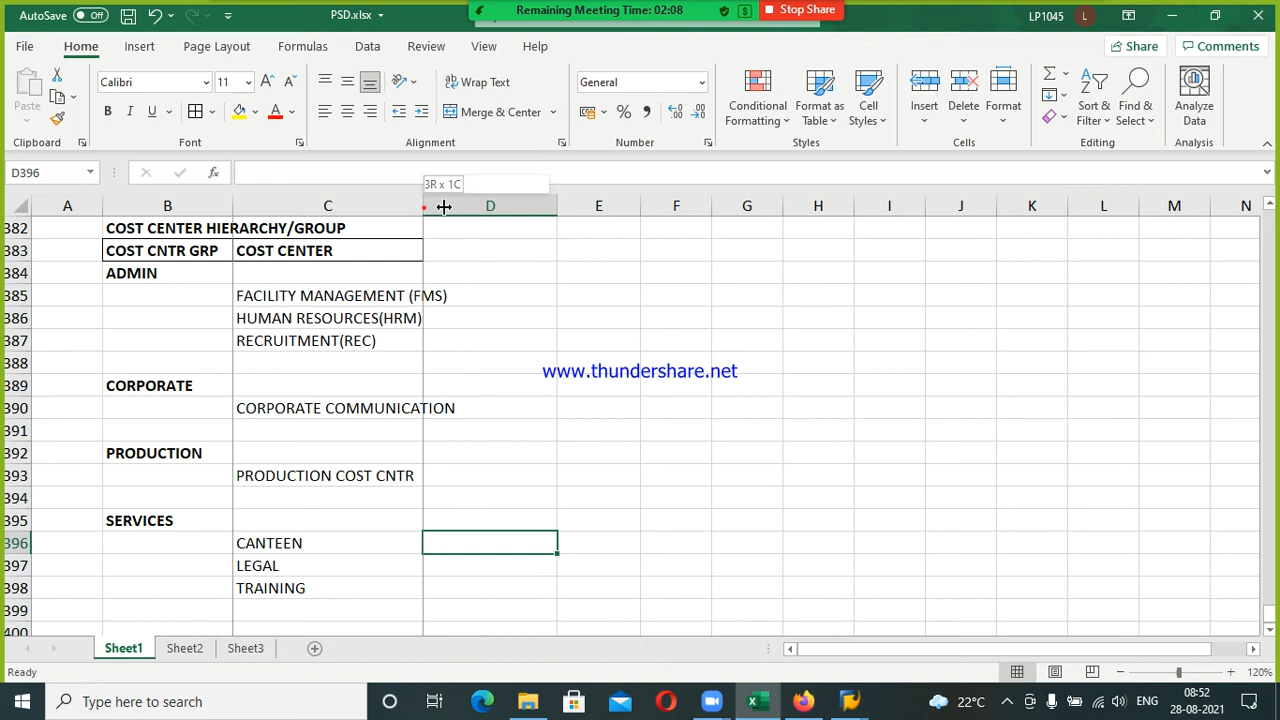 AutoSave Off PSD.xlsx Remaining Meeting Time: 02:08 $ Stop Share LP1045 L
File Home Insert Page Layout Formulas Data Review View Help Share Comments
Paste Calibri 11 Wrap Text General Conditional Formatting Format as Table Cell Styles Insert Delete Format Sort & Filter Find & Select Analyze Data
B I U A Merge & Center % 
Clipboard Font Alignment Number Styles Cells Editing Analysis
D396 fx
3R x 1C
A B C D E F G H I J K L M N
382 COST CENTER HIERARCHY/GROUP
383 COST CNTR GRP COST CENTER
384 ADMIN
385 FACILITY MANAGEMENT (FMS)
386 HUMAN RESOURCES(HRM)
387 RECRUITMENT(REC)
388
www.thundershare.net
389 CORPORATE
390 CORPORATE COMMUNICATION
391
392 PRODUCTION
393 PRODUCTION COST CNTR
394
395 SERVICES
396 CANTEEN
397 LEGAL
398 TRAINING
399
400
Sheet1 Sheet2 Sheet3
Ready 120%
Type here to search 22°C ENG 08:52
28-08-2021